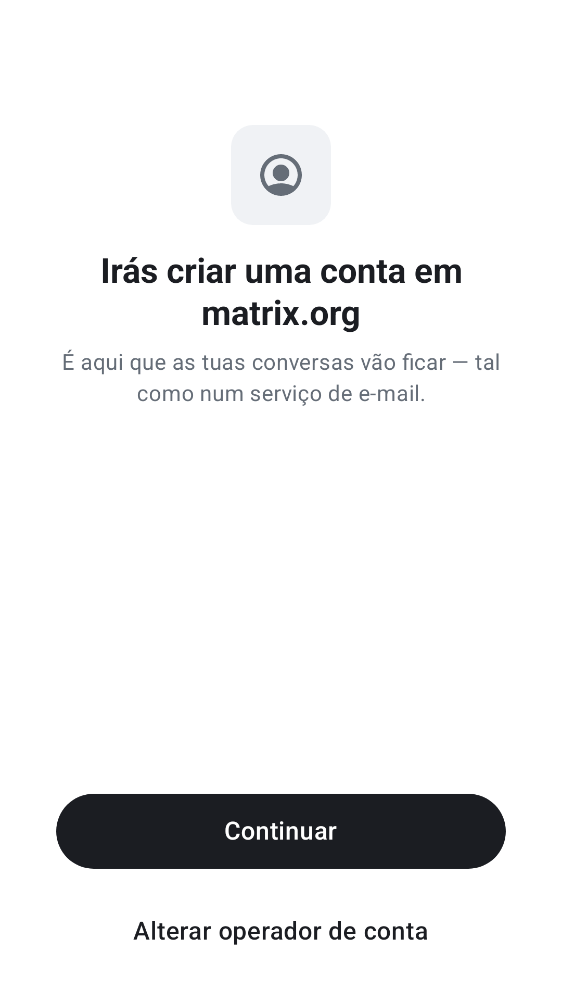 Irás criar uma conta em
matrix.org
É aqui que as tuas conversas vão ficar — tal
como num serviço de e-mail.
Continuar
Alterar operador de conta